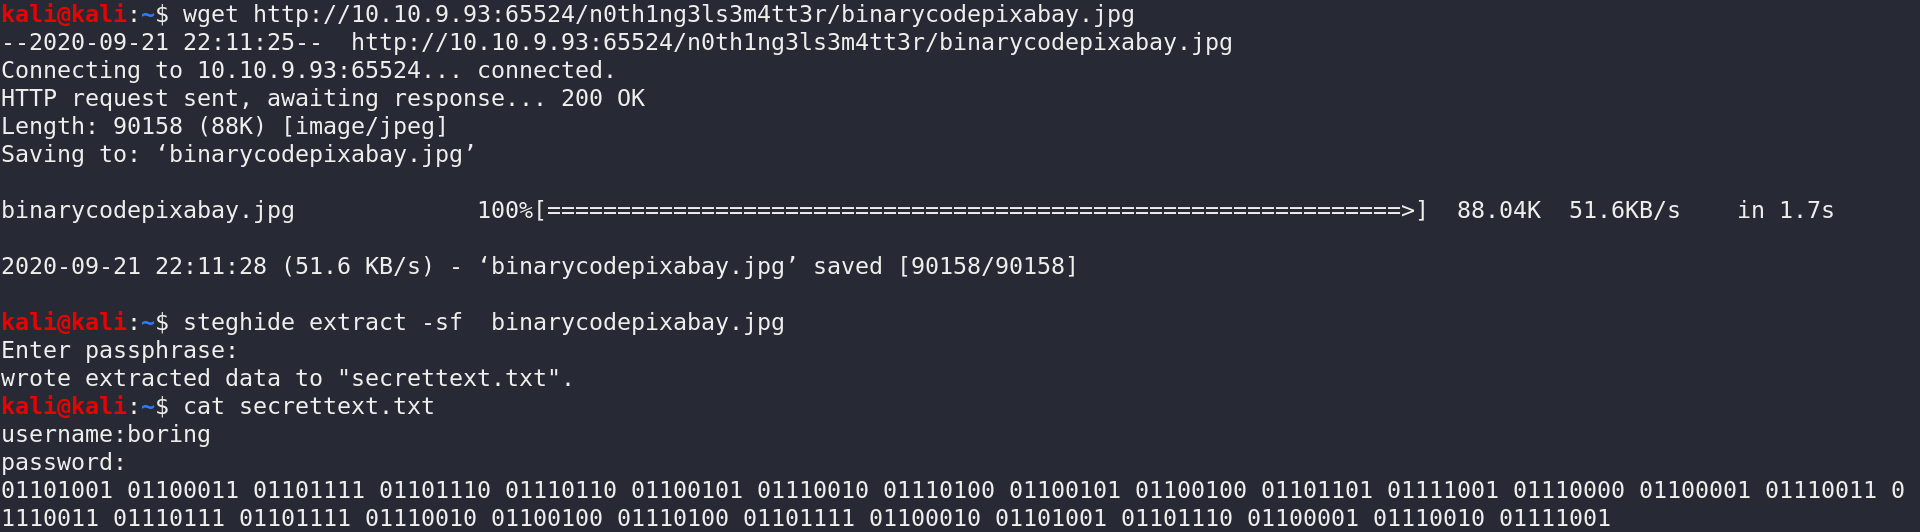 kali@kali:~$ wget http://10.10.9.93:65524/n0th1ng3ls3m4tt3r/binarycodepixabay.jpg
--2020-09-21 22:11:25--  http://10.10.9.93:65524/n0th1ng3ls3m4tt3r/binarycodepixabay.jpg
Connecting to 10.10.9.93:65524... connected.
HTTP request sent, awaiting response... 200 OK
Length: 90158 (88K) [image/jpeg]
Saving to: ‘binarycodepixabay.jpg’
binarycodepixabay.jpg             100%[=============================================================>]  88.04K  51.6KB/s    in 1.7s
2020-09-21 22:11:28 (51.6 KB/s) - ‘binarycodepixabay.jpg’ saved [90158/90158]
kali@kali:~$ steghide extract -sf  binarycodepixabay.jpg
Enter passphrase:
wrote extracted data to "secrettext.txt".
kali@kali:~$ cat secrettext.txt
username:boring
password:
01101001 01100011 01101111 01101110 01110110 01100101 01110010 01110100 01100101 01100100 01101101 01111001 01110000 01100001 01110011 0
1110011 01110111 01101111 01110010 01100100 01110100 01101111 01100010 01101001 01101110 01100001 01110010 01111001